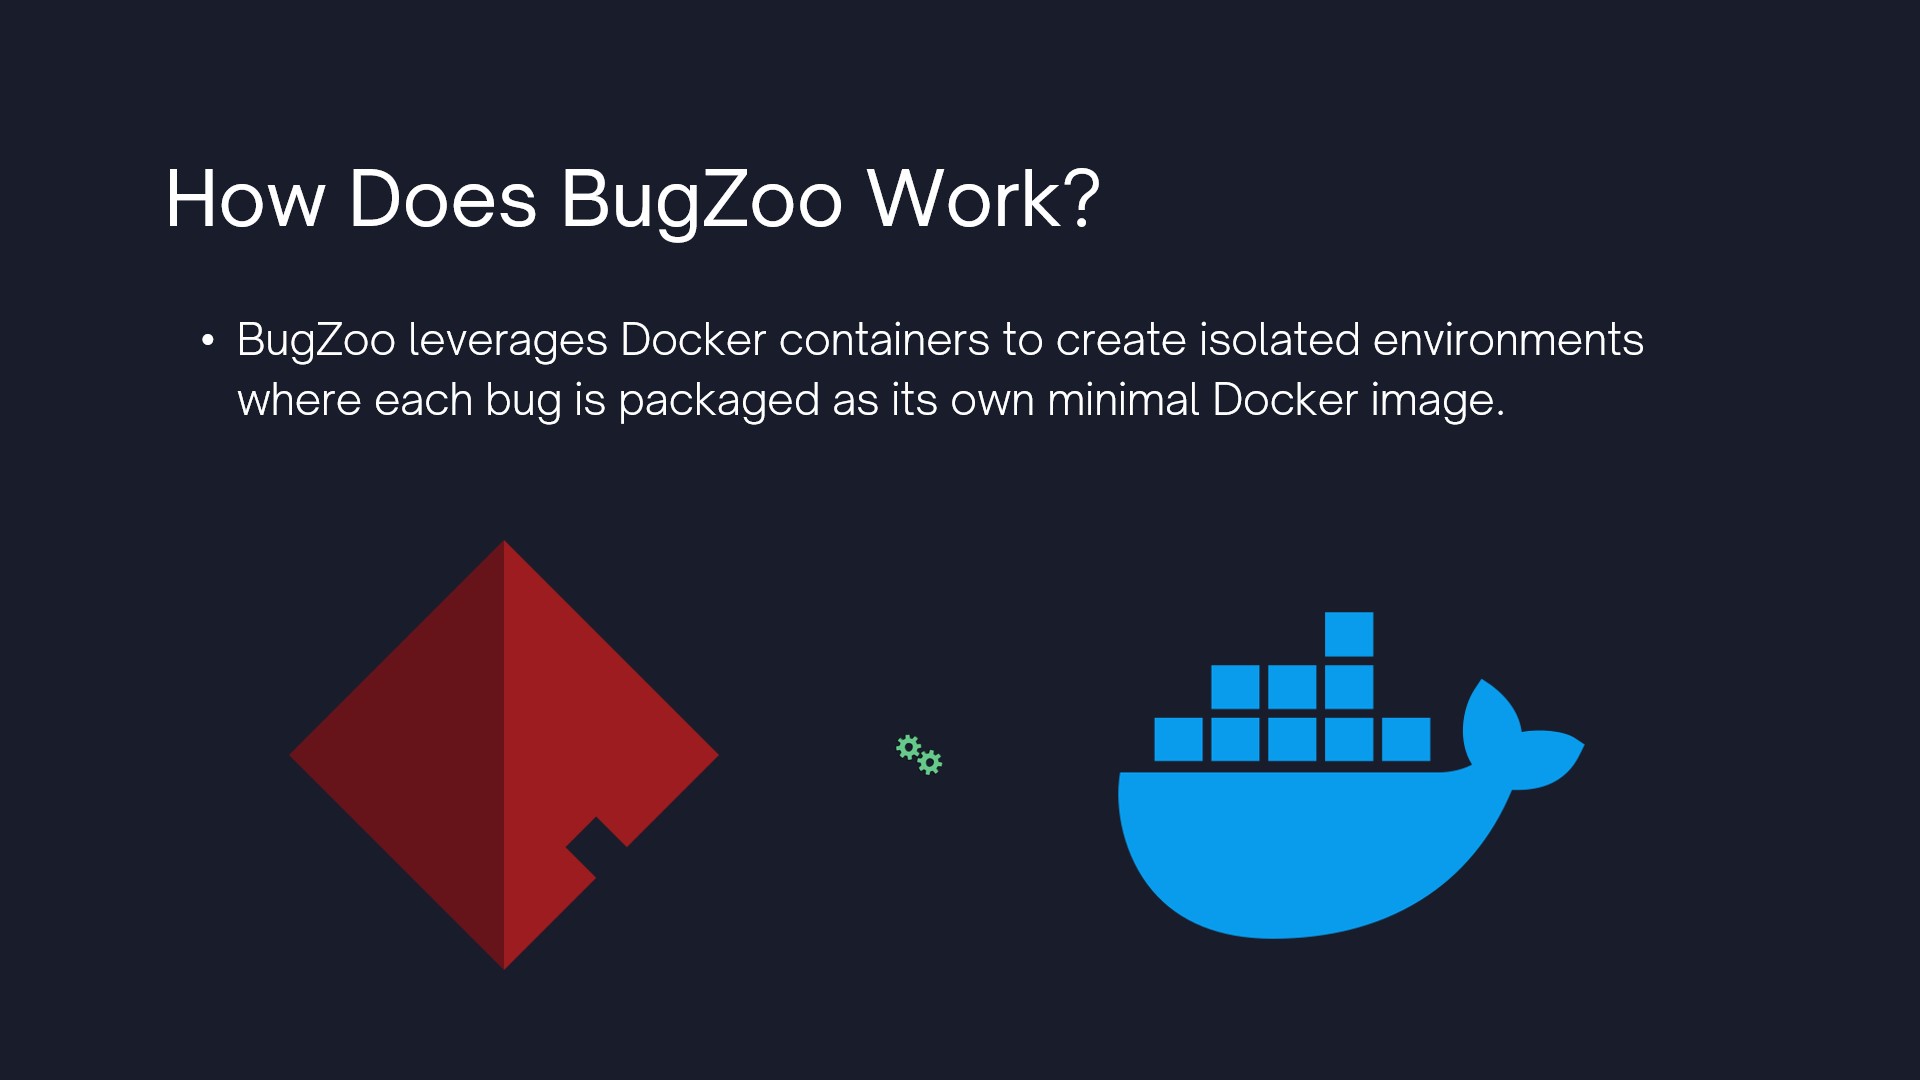 How Does BugZoo Work?
• BugZoo leverages Docker containers to create isolated environments
where each bug is packaged as its own minimal Docker image.